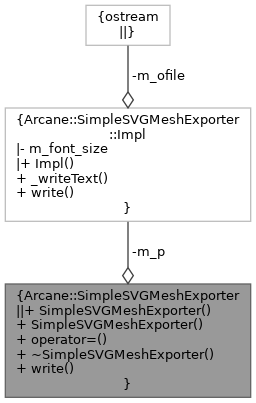 {ostream
||}
-m_ofile
{Arcane::SimpleSVGMeshExporter
::Impl
|- m_font_size
|+ Impl()
+ _writeText()
+ write()
}
-m_p
{Arcane::SimpleSVGMeshExporter
||+ SimpleSVGMeshExporter()
+ SimpleSVGMeshExporter()
+ operator=()
+ ~SimpleSVGMeshExporter()
+ write()
}